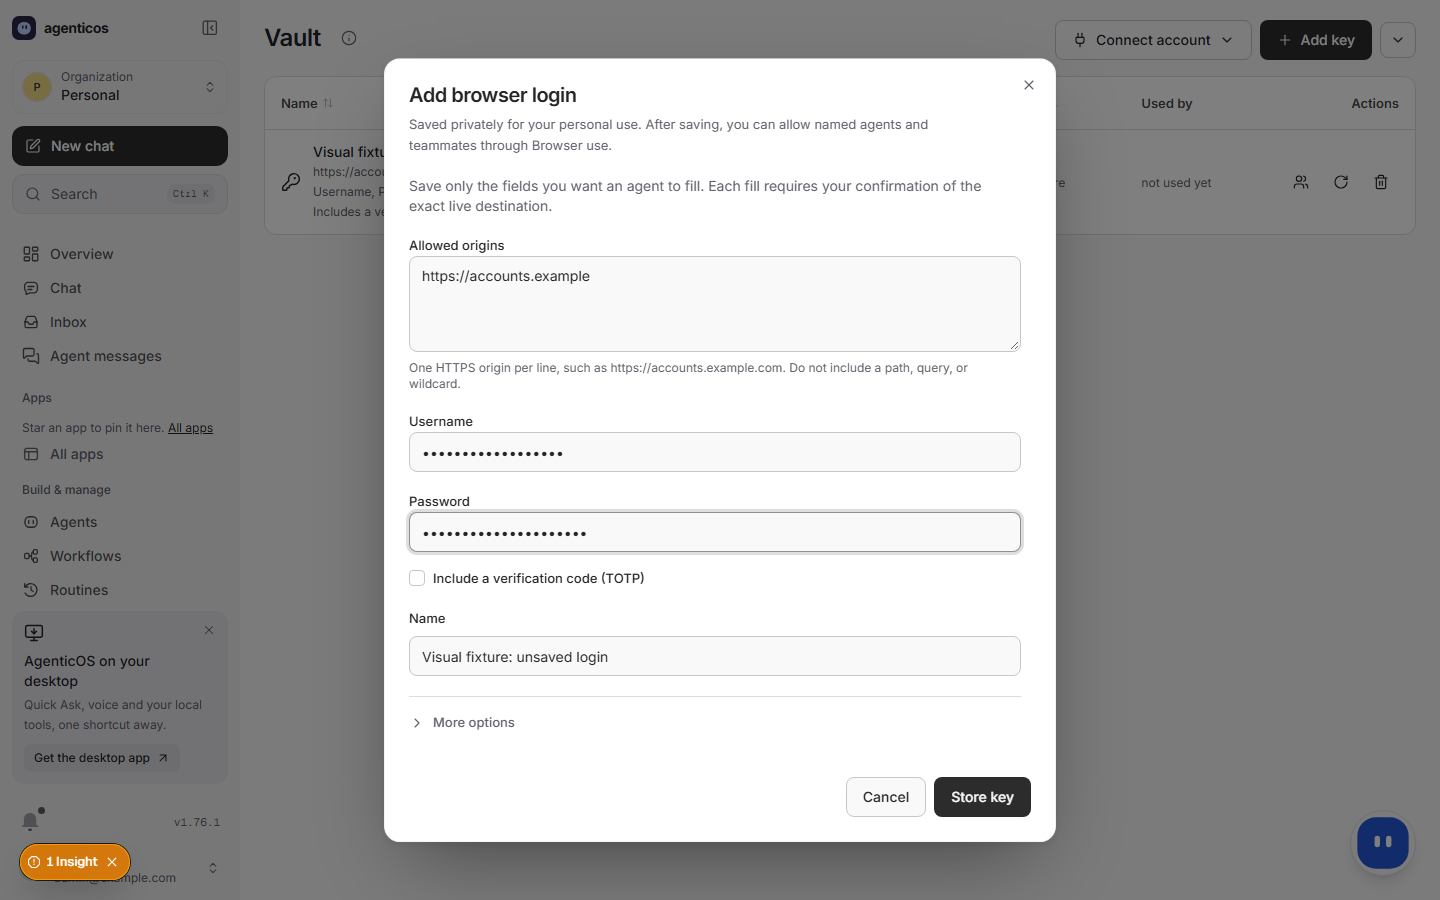 agenticos
Organization
P
Personal
New chat
Search
Ctrl K
Overview
Chat
Inbox
Agent messages
Apps
Star an app to pin it here. All apps
All apps
Build & manage
Agents
Workflows
Routines
AgenticOS on your
desktop
Quick Ask, voice and your local
tools, one shortcut away.
Get the desktop app
v1.76.1
1 Insight
Vault
Connect account
Add key
Name
Used by
Actions
https://accou
not used yet
Add browser login
Saved privately for your personal use. After saving, you can allow named agents and
teammates through Browser use.
Save only the fields you want an agent to fill. Each fill requires your confirmation of the
exact live destination.
Allowed origins
https://accounts.example
One HTTPS origin per line, such as https://accounts.example.com. Do not include a path, query, or
wildcard.
Username
••••••••••••••••••
Password
•••••••••••••••••••••
Include a verification code (TOTP)
Name
Visual fixture: unsaved login
More options
Cancel
Store key